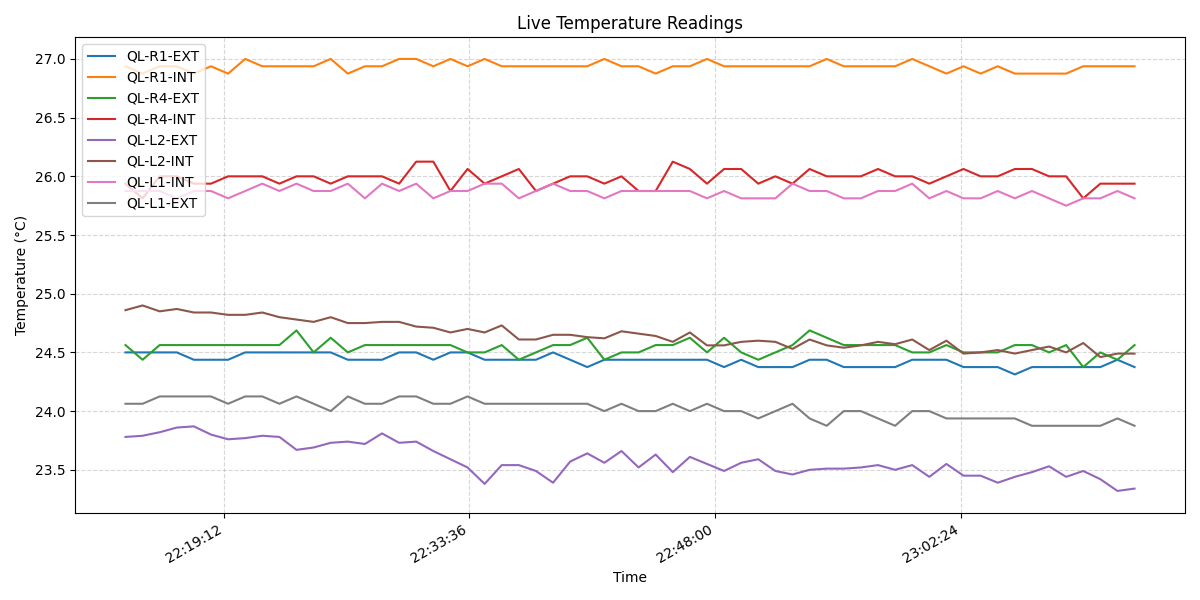 Live Temperature Readings
QL-R1-EXT
QL-R1-INT
QL-R4-EXT
QL-R4-INT
QL-L2-EXT
QL-L2-INT
QL-L1-INT
QL-L1-EXT
27.0
26.5
26.0
25.5
25.0
24.5
24.0
23.5
Temperature (°C)
22:19:12
22:33:36
22:48:00
23:02:24
Time